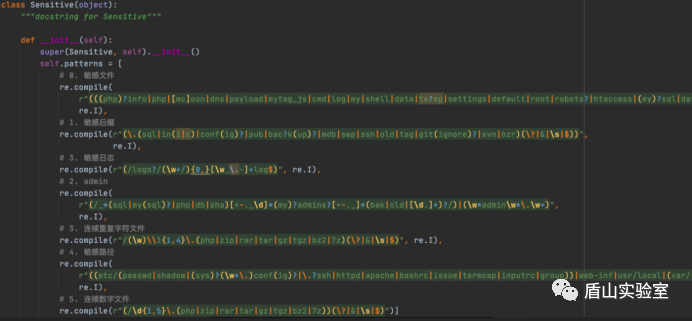 class Sensitive(object):
"""docstring for Sensitive"""
def __init__(self):
super(Sensitive, self).__init__()
self.patterns = [
# 0. 敏感文件
re.compile(
r"(((php)?info|php|[mc]oon|dns|payload|mytag_js|cmd|log|my|shell|data|te?mp|settings|default|root|robots?|htaccess|(my)?sql|da
re.I),
# 1. 敏感后缀
re.compile(r"(\.(sql|in(i|c)|conf(ig)?|pub|bac?k(up)?|mdb|swp|ssh|old|tag|git(ignore)?|svn|bzr)(\?|&|\s|$))",
re.I),
# 3. 敏感日志
re.compile(r"(/logs?/(\w+/){0,}[\w_\.-]+log$)", re.I),
# 2. admin
re.compile(
r"(/_*(sql|my(sql)?|php|db|sha)[+-._\d]*(my)?admins?[+-._]*(bak|old|[\d.]+)?/)|(\w*admin\w*\.\w+)",
re.I),
# 3. 连续重复字符文件
re.compile(r"/(\w)\\1{1,4}\.(php|zip|rar|tar|gz|tgz|bz2|7z)(\?|&|\s|$)", re.I),
# 4. 敏感路径
re.compile(
r"((etc/(passwd|shadow|(sys)?(\w*\.)conf(ig)?|\.?ssh|httpd|apache|bashrc|issue|termcap|inputrc|group))|web-inf|usr/local|(var/
re.I),
# 5. 连续数字文件
re.compile(r"(/\d{1,5}\.(php|zip|rar|tar|gz|tgz|bz2|7z))(\?|&|\s|$)")]
盾山实验室